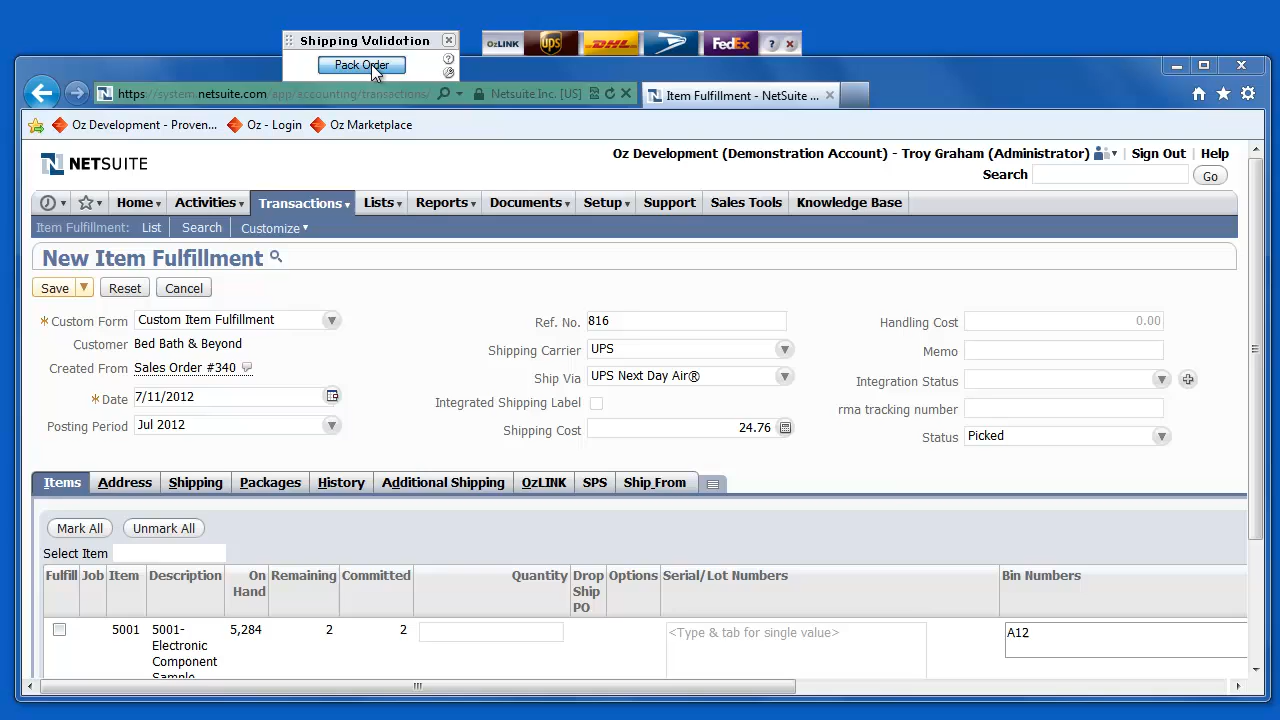 Shipping Validation
Pack Order
OzLINK ups DHL FedEx ?
https://system.netsuite.com/app/accounting/transactions/ Netsuite Inc. [US] Item Fulfillment - NetSuite ...
Oz Development - Proven... Oz - Login Oz Marketplace
NETSUITE
Oz Development (Demonstration Account) - Troy Graham (Administrator) Sign Out Help
Search Go
Home Activities Transactions Lists Reports Documents Setup Support Sales Tools Knowledge Base
Item Fulfillment: List Search Customize
New Item Fulfillment
Save Reset Cancel
Custom Form Custom Item Fulfillment
Customer Bed Bath & Beyond
Created From Sales Order #340
Date 7/11/2012
Posting Period Jul 2012
Ref. No. 816
Shipping Carrier UPS
Ship Via UPS Next Day Air®
Integrated Shipping Label
Shipping Cost 24.76
Handling Cost 0.00
Memo
Integration Status
rma tracking number
Status Picked
Items Address Shipping Packages History Additional Shipping OzLINK SPS Ship From
Mark All Unmark All
Select Item
Fulfill Job Item Description On Remaining Committed Quantity Drop Options Serial/Lot Numbers Bin Numbers
Hand Ship
PO
5001 5001- 5,284 2 2 <Type & tab for single value> A12
Electronic
Component
Sample